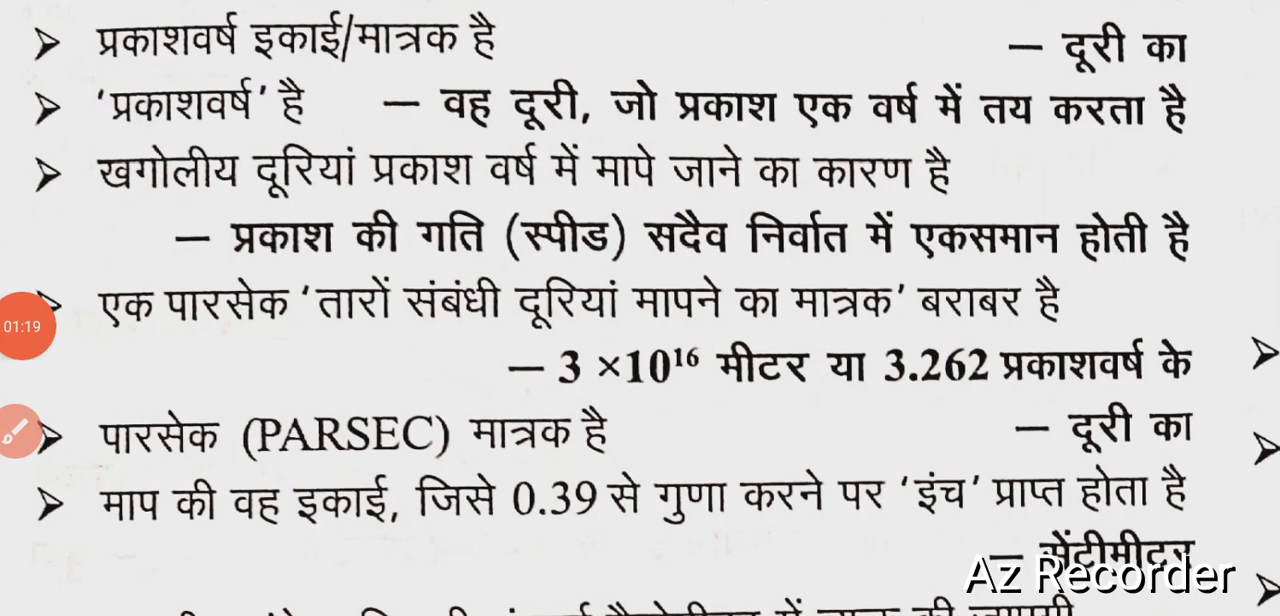 ➤ प्रकाशवर्ष इकाई/मात्रक है – दूरी का
➤ 'प्रकाशवर्ष' है – वह दूरी, जो प्रकाश एक वर्ष में तय करता है
➤ खगोलीय दूरियां प्रकाश वर्ष में मापे जाने का कारण है
– प्रकाश की गति (स्पीड) सदैव निर्वात में एकसमान होती है
➤ एक पारसेक 'तारों संबंधी दूरियां मापने का मात्रक' बराबर है
01:19
– 3 ×10¹⁶ मीटर या 3.262 प्रकाशवर्ष के
➤ पारसेक (PARSEC) मात्रक है – दूरी का
➤ माप की वह इकाई, जिसे 0.39 से गुणा करने पर 'इंच' प्राप्त होता है
– सेंटीमीटर
Az Recorder